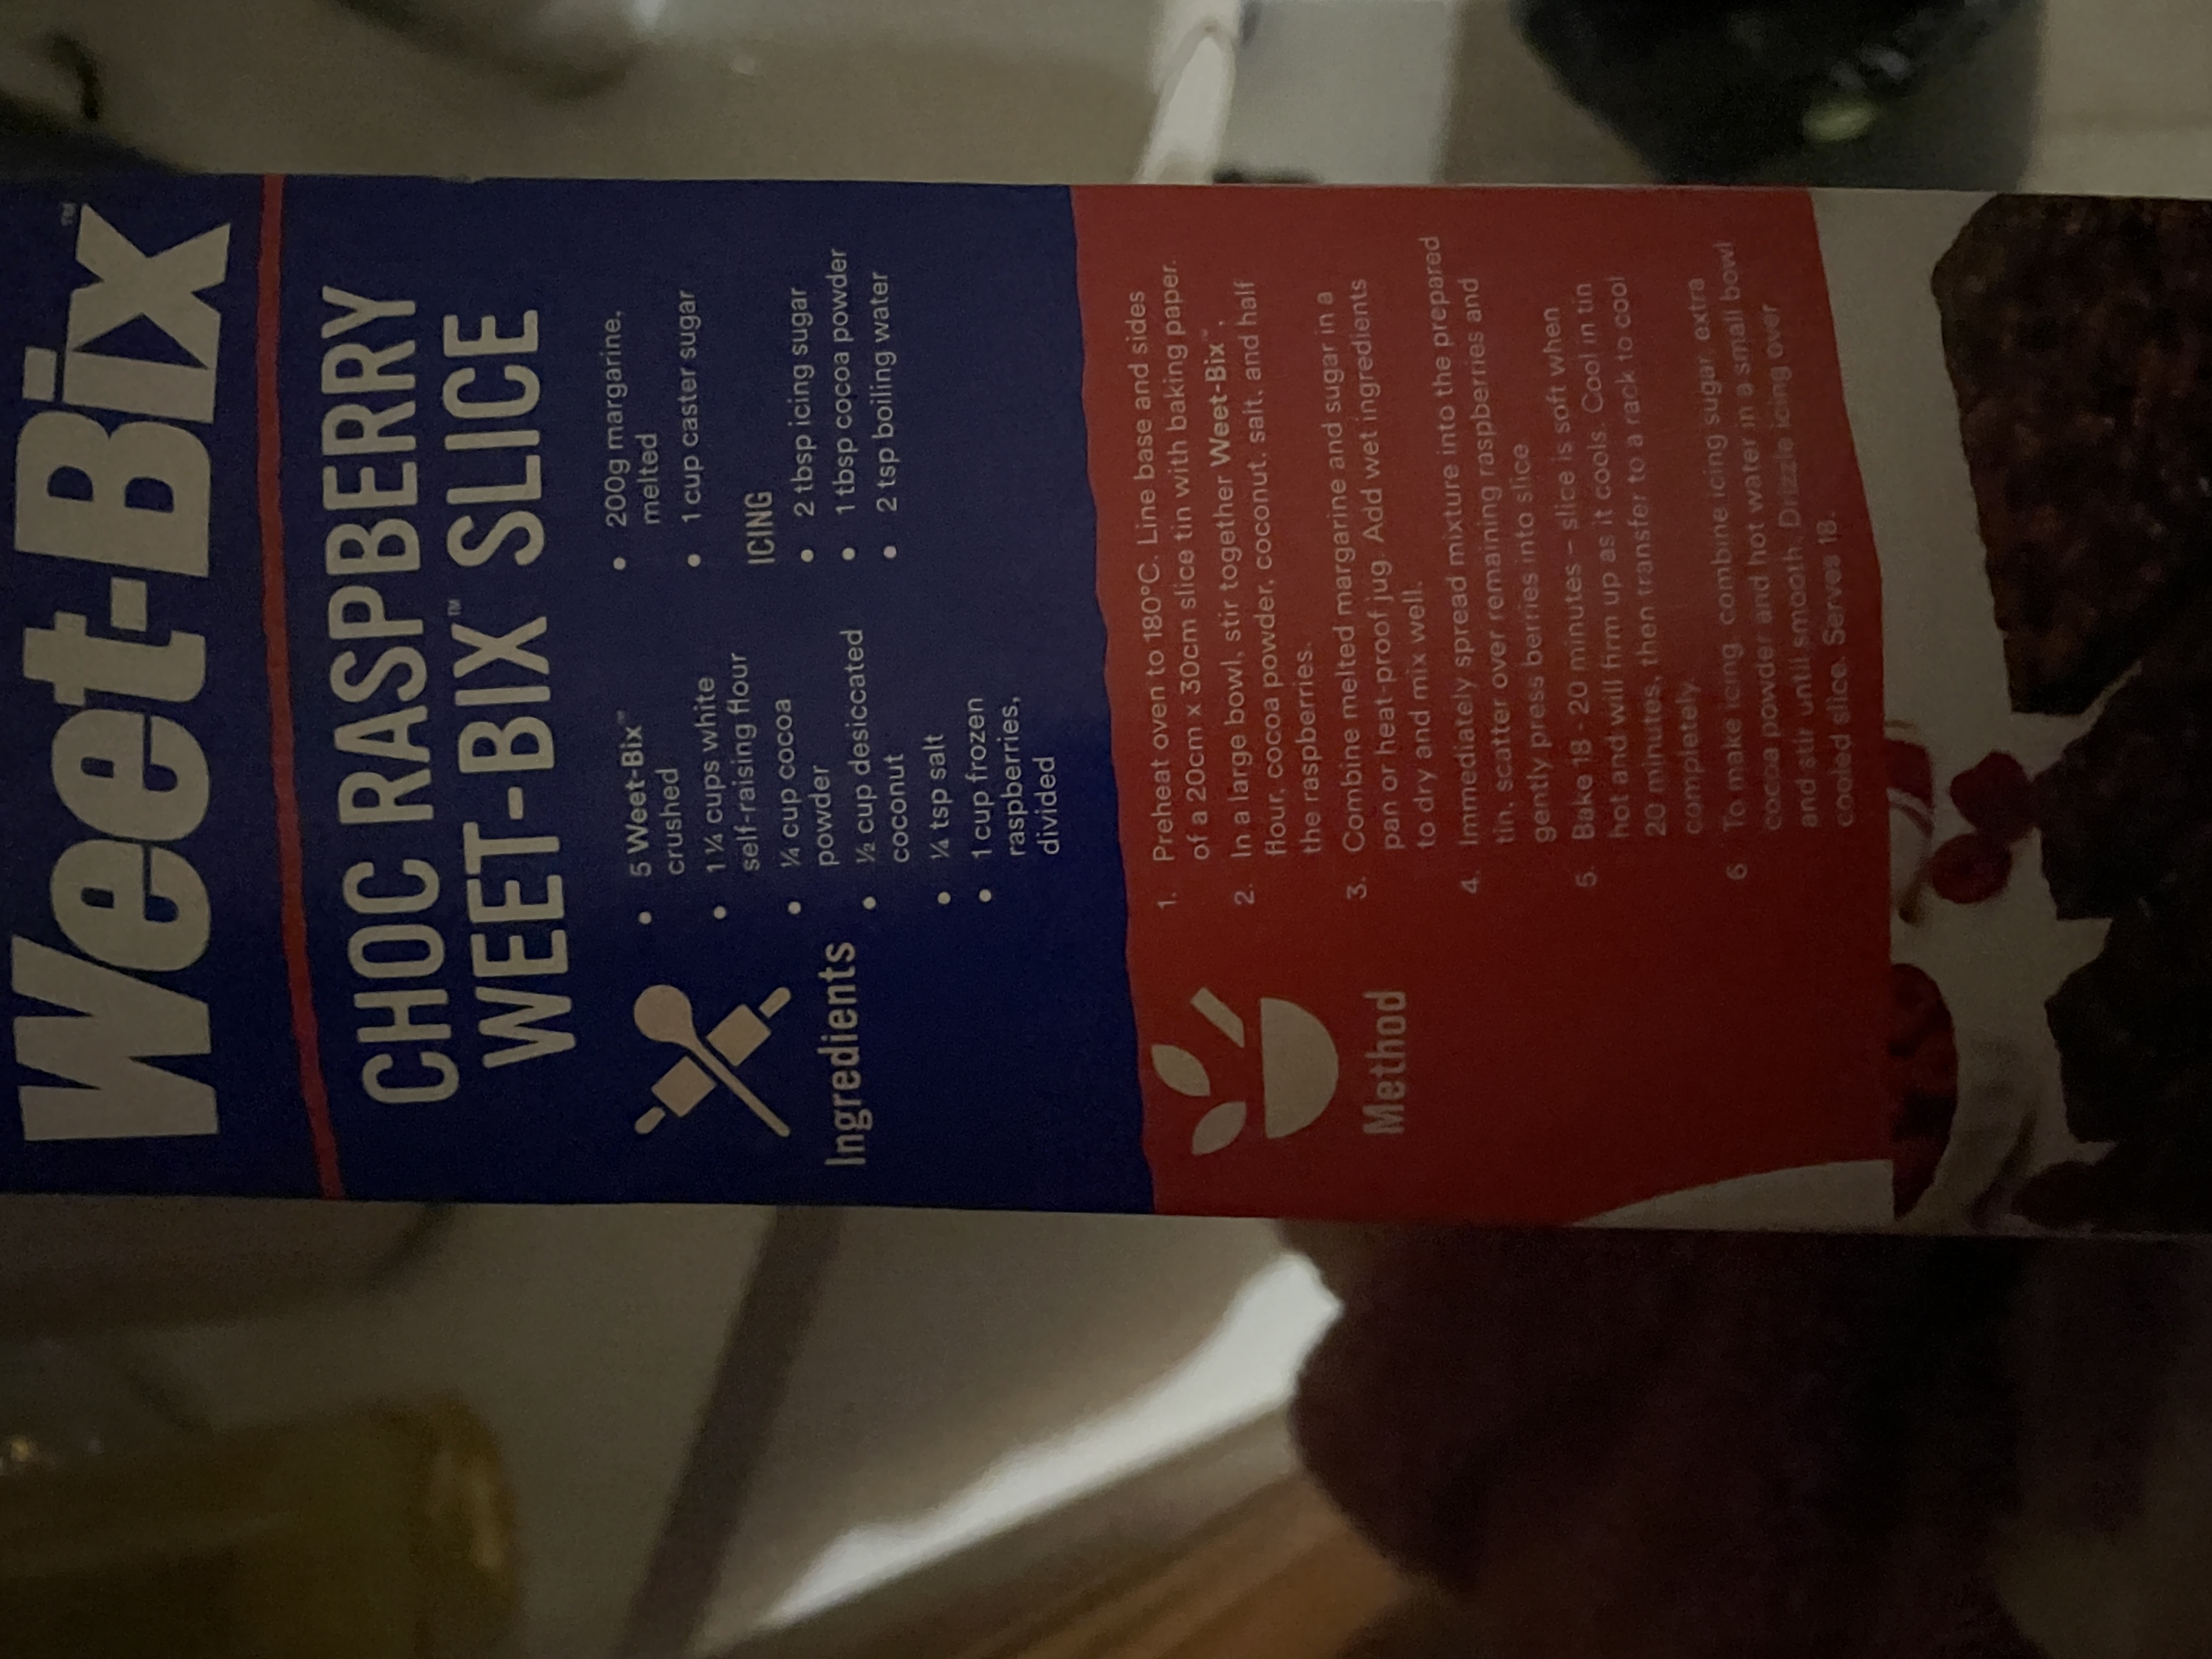 Weet-Bix™
CHOC RASPBERRY
WEET-BIX™ SLICE
Ingredients
• 5 Weet-Bix™
crushed
• 1 ¼ cups white
self-raising flour
• ¼ cup cocoa
powder
• ½ cup desiccated
coconut
• ¼ tsp salt
• 1 cup frozen
raspberries,
divided
• 200g margarine,
melted
• 1 cup caster sugar
ICING
• 2 tbsp icing sugar
• 1 tbsp cocoa powder
• 2 tsp boiling water
Method
1. Preheat oven to 180°C. Line base and sides
of a 20cm x 30cm slice tin with baking paper.
2. In a large bowl, stir together Weet-Bix™,
flour, cocoa powder, coconut, salt, and half
the raspberries.
3. Combine melted margarine and sugar in a
pan or heat-proof jug. Add wet ingredients
to dry and mix well.
4. Immediately spread mixture into the prepared
tin, scatter over remaining raspberries and
gently press berries into slice.
5. Bake 18 - 20 minutes – slice is soft when
hot and will firm up as it cools. Cool in tin
20 minutes, then transfer to a rack to cool
completely.
6. To make icing, combine icing sugar, extra
cocoa powder and hot water in a small bowl
and stir until smooth. Drizzle icing over
cooled slice. Serves 18.